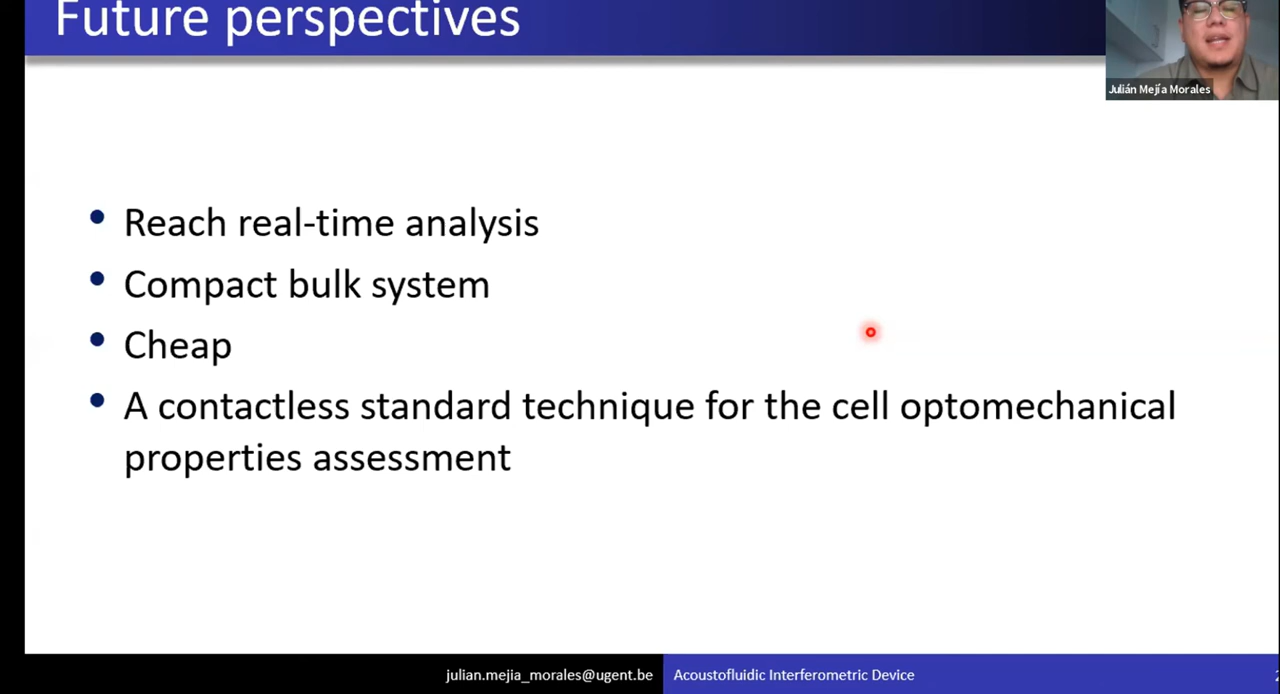 Future perspectives
Julián Mejía Morales
• Reach real-time analysis
• Compact bulk system
• Cheap
• A contactless standard technique for the cell optomechanical
properties assessment
julian.mejia_morales@ugent.be
Acoustofluidic Interferometric Device